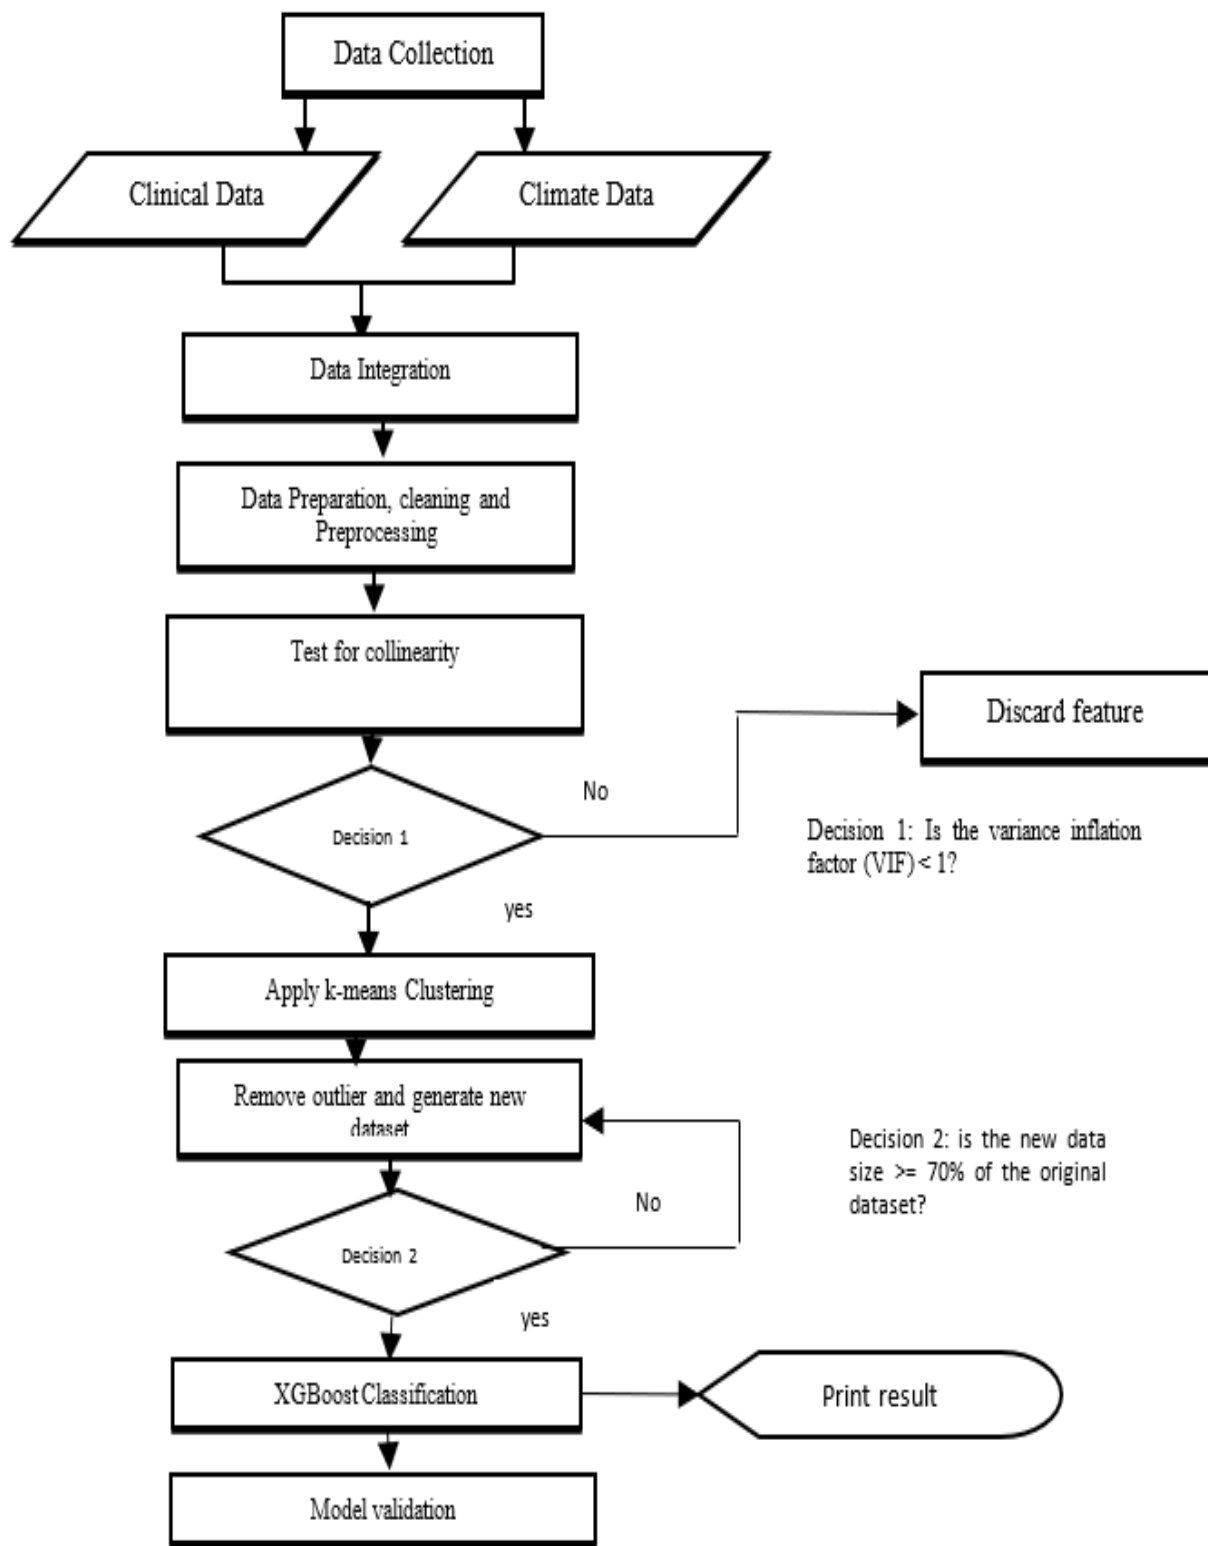 Data Collection
Clinical Data
Climate Data
Data Integration
Data Preparation, cleaning and
Preprocessing
Test for collinearity
Discard feature
No
Decision 1
Decision 1: Is the variance inflation
factor (VIF) < 1?
yes
Apply k-means Clustering
Remove outlier and generate new
dataset
Decision 2: is the new data
size >= 70% of the original
dataset?
No
Decision 2
yes
XGBoost Classification
Print result
Model validation